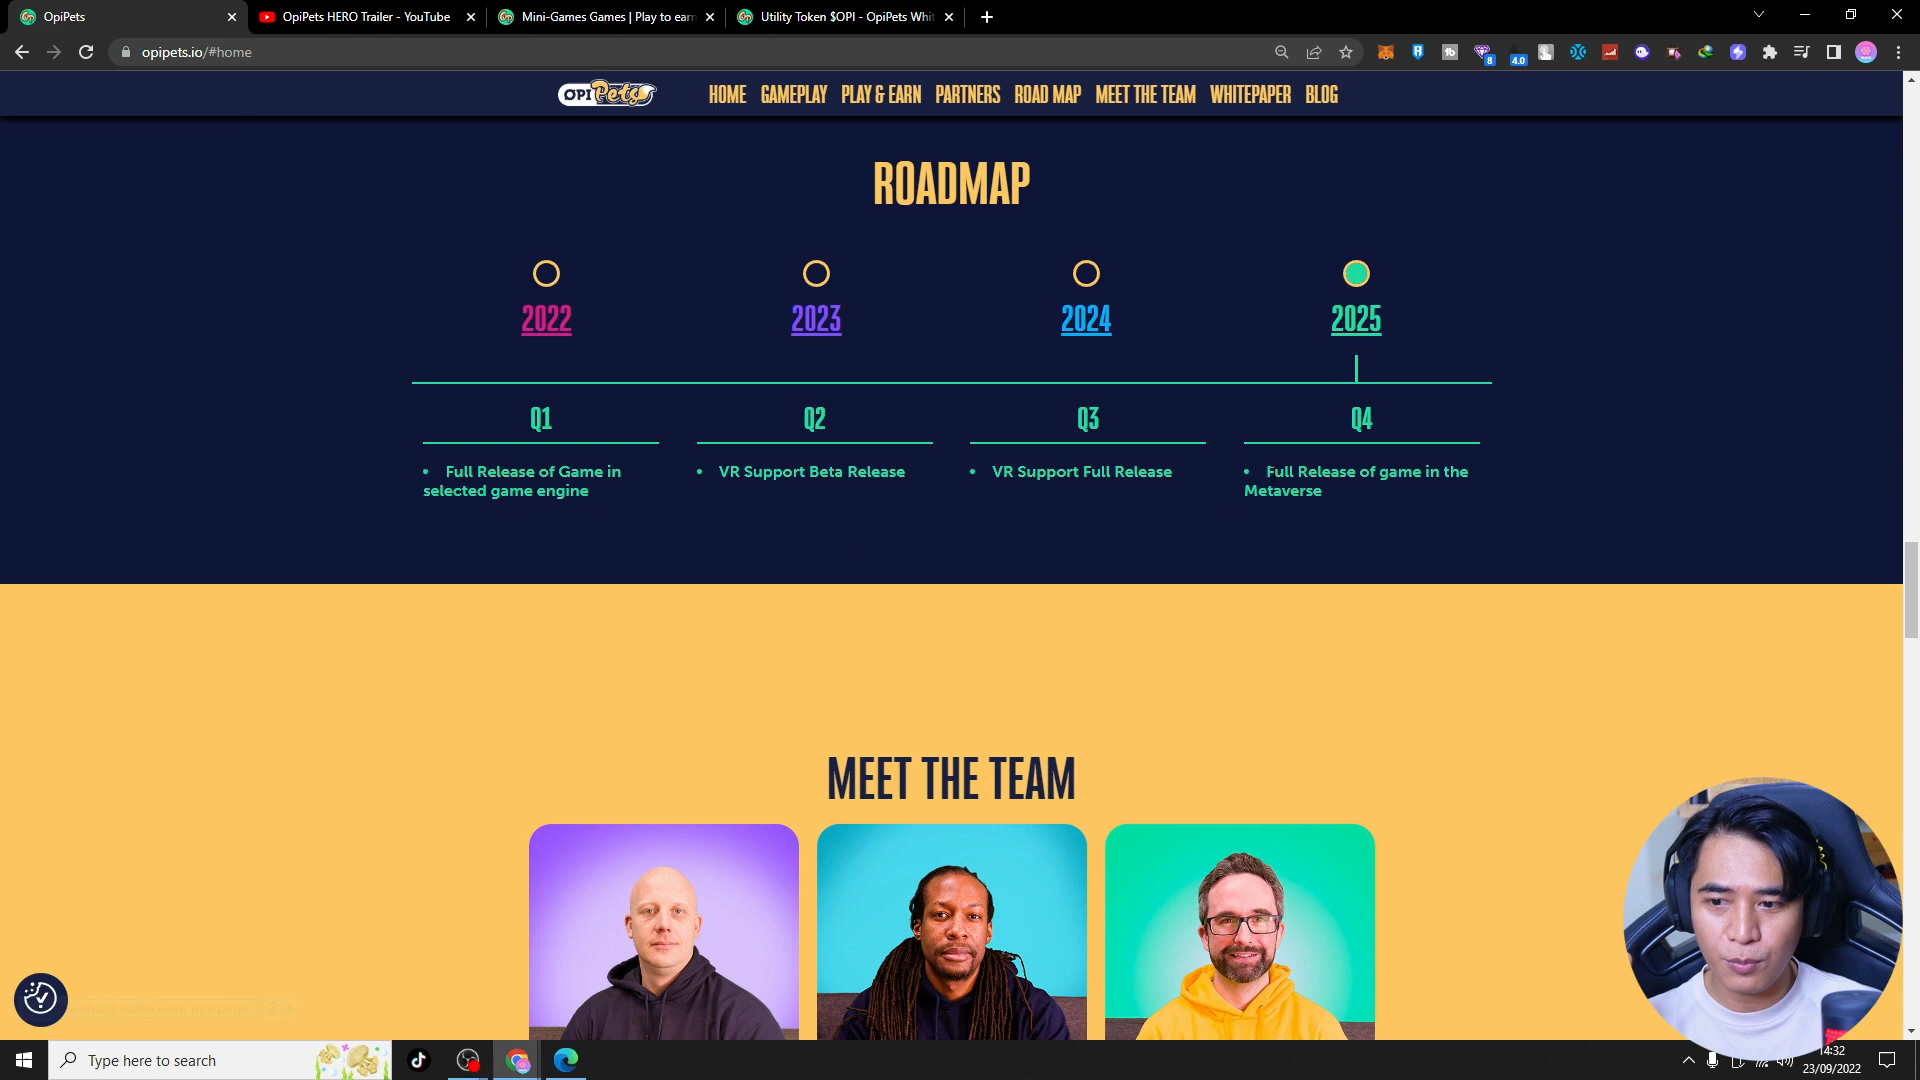 OpiPets
OpiPets HERO Trailer - YouTube
Mini-Games Games | Play to earn
Utility Token $OPI - OpiPets Whit
opipets.io/#home
8
4.0
OPI Pets
HOME GAMEPLAY PLAY & EARN PARTNERS ROAD MAP MEET THE TEAM WHITEPAPER BLOG
ROADMAP
2022 2023 2024 2025
Q1 Q2 Q3 Q4
• Full Release of Game in
selected game engine
• VR Support Beta Release
• VR Support Full Release
• Full Release of game in the
Metaverse
MEET THE TEAM
Type here to search
14:32
23/09/2022